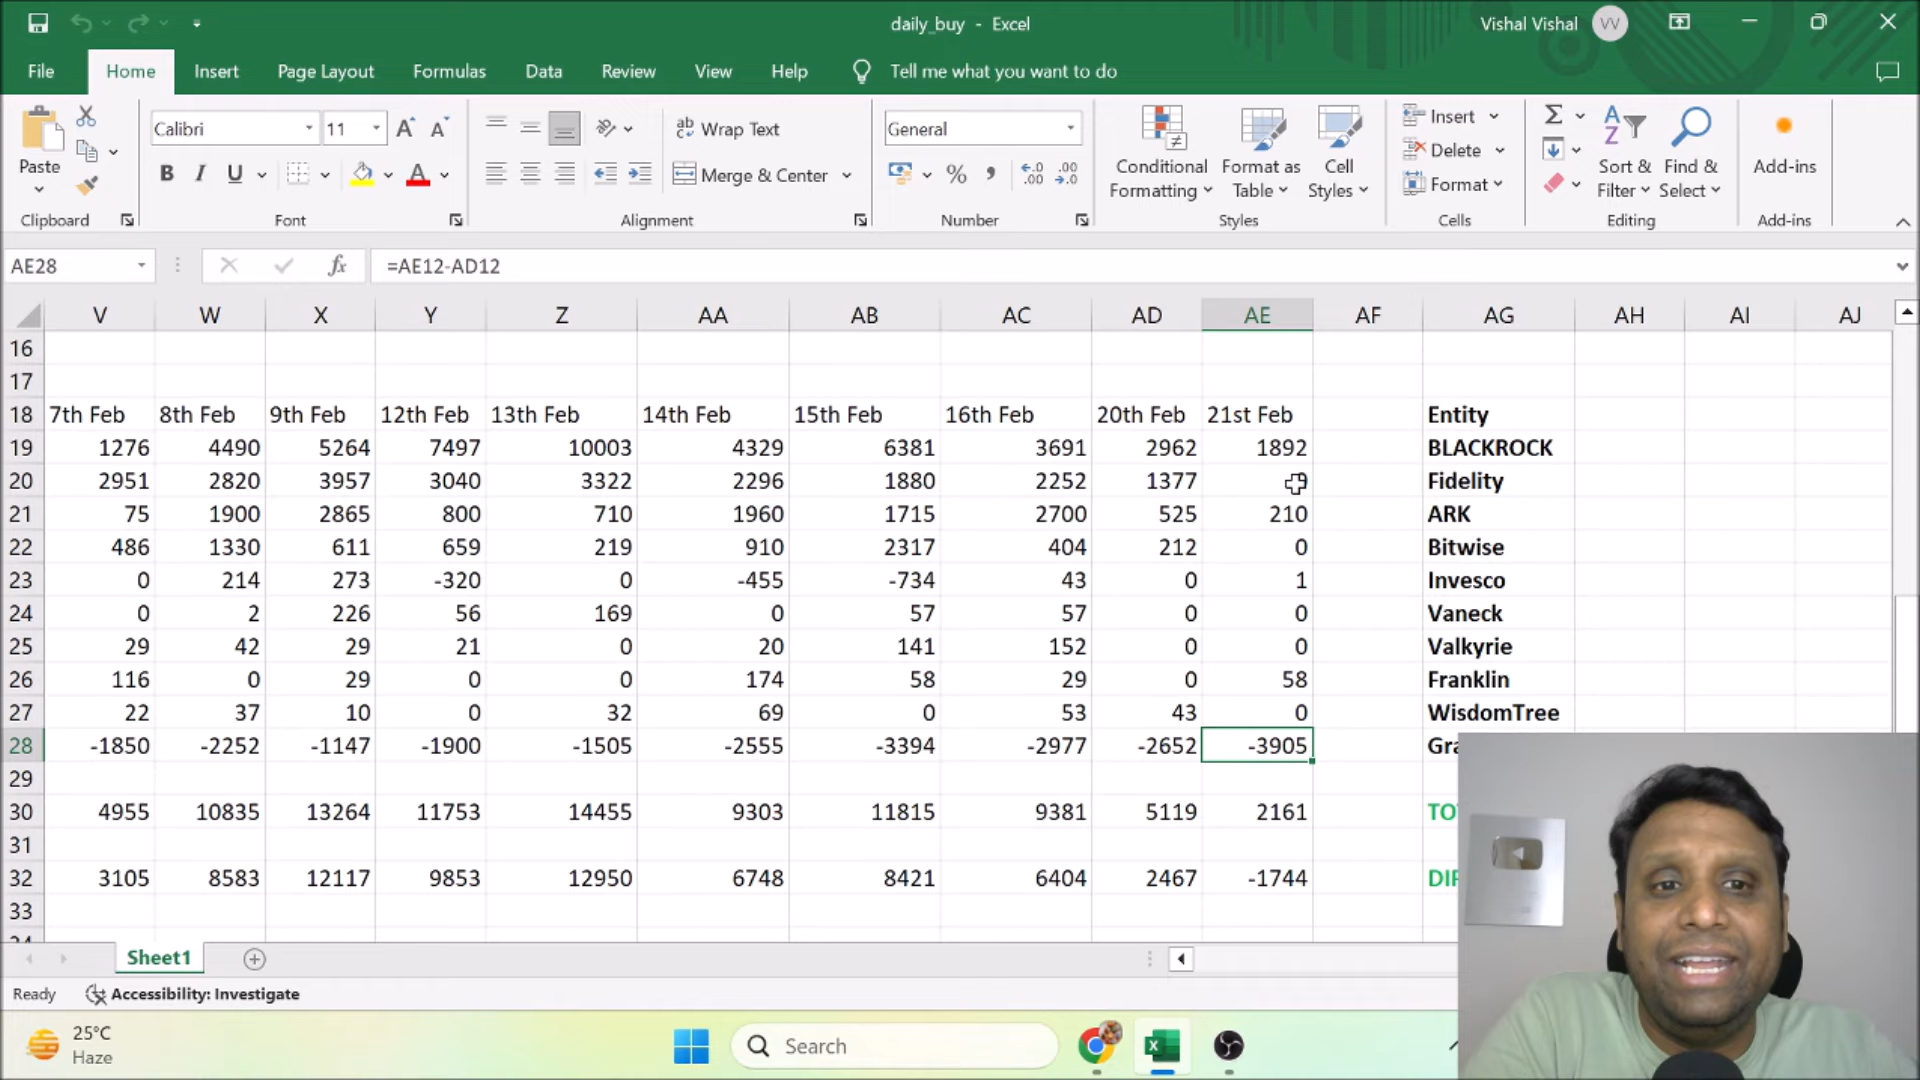 daily_buy - Excel
Vishal Vishal VV
File Home Insert Page Layout Formulas Data Review View Help Tell me what you want to do
Paste
Clipboard
Calibri 11
B I U
Font
Wrap Text
Merge & Center
Alignment
General
Number
Conditional Formatting
Format as Table
Cell Styles
Styles
Insert
Delete
Format
Cells
Sort & Filter
Find & Select
Editing
Add-ins
Add-ins
AE28 fx =AE12-AD12
V W X Y Z AA AB AC AD AE AF AG AH AI AJ
16
17
18 7th Feb 8th Feb 9th Feb 12th Feb 13th Feb 14th Feb 15th Feb 16th Feb 20th Feb 21st Feb Entity
19 1276 4490 5264 7497 10003 4329 6381 3691 2962 1892 BLACKROCK
20 2951 2820 3957 3040 3322 2296 1880 2252 1377 Fidelity
21 75 1900 2865 800 710 1960 1715 2700 525 210 ARK
22 486 1330 611 659 219 910 2317 404 212 0 Bitwise
23 0 214 273 -320 0 -455 -734 43 0 1 Invesco
24 0 2 226 56 169 0 57 57 0 0 Vaneck
25 29 42 29 21 0 20 141 152 0 0 Valkyrie
26 116 0 29 0 0 174 58 29 0 58 Franklin
27 22 37 10 0 32 69 0 53 43 0 WisdomTree
28 -1850 -2252 -1147 -1900 -1505 -2555 -3394 -2977 -2652 -3905
29
30 4955 10835 13264 11753 14455 9303 11815 9381 5119 2161
31
32 3105 8583 12117 9853 12950 6748 8421 6404 2467 -1744
33
Sheet1
Ready Accessibility: Investigate
25°C
Haze
Search